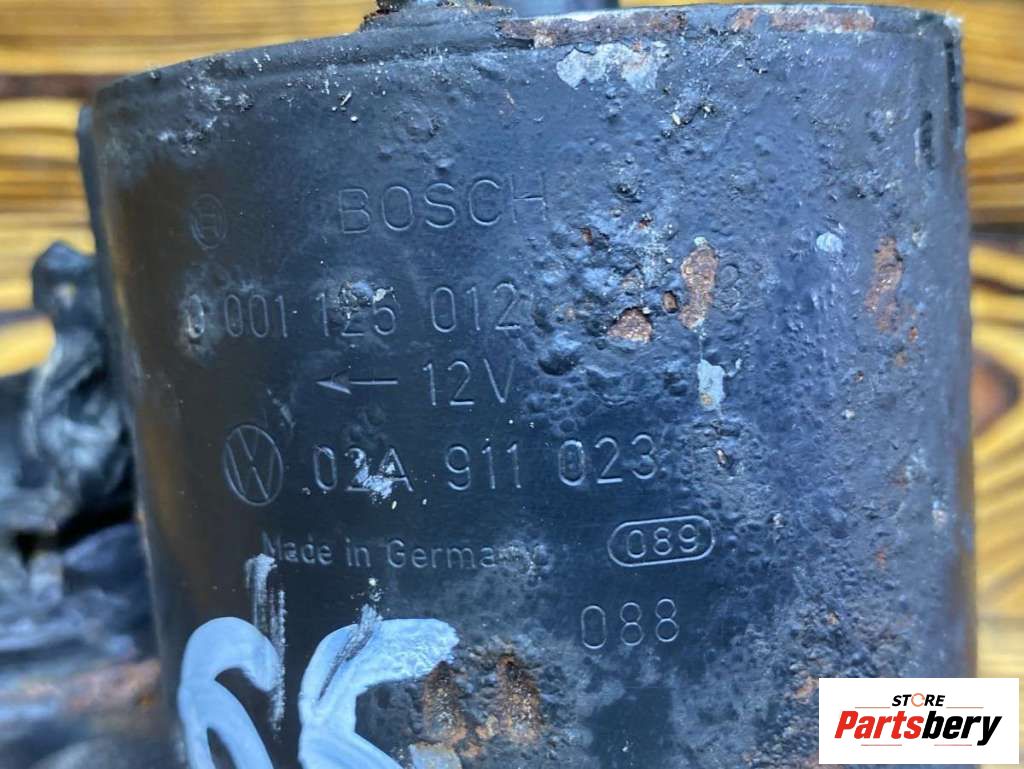 BOSCH
0 001 125 012
12V
02A 911 023
Made in Germany
089
088
STORE
Partsbery